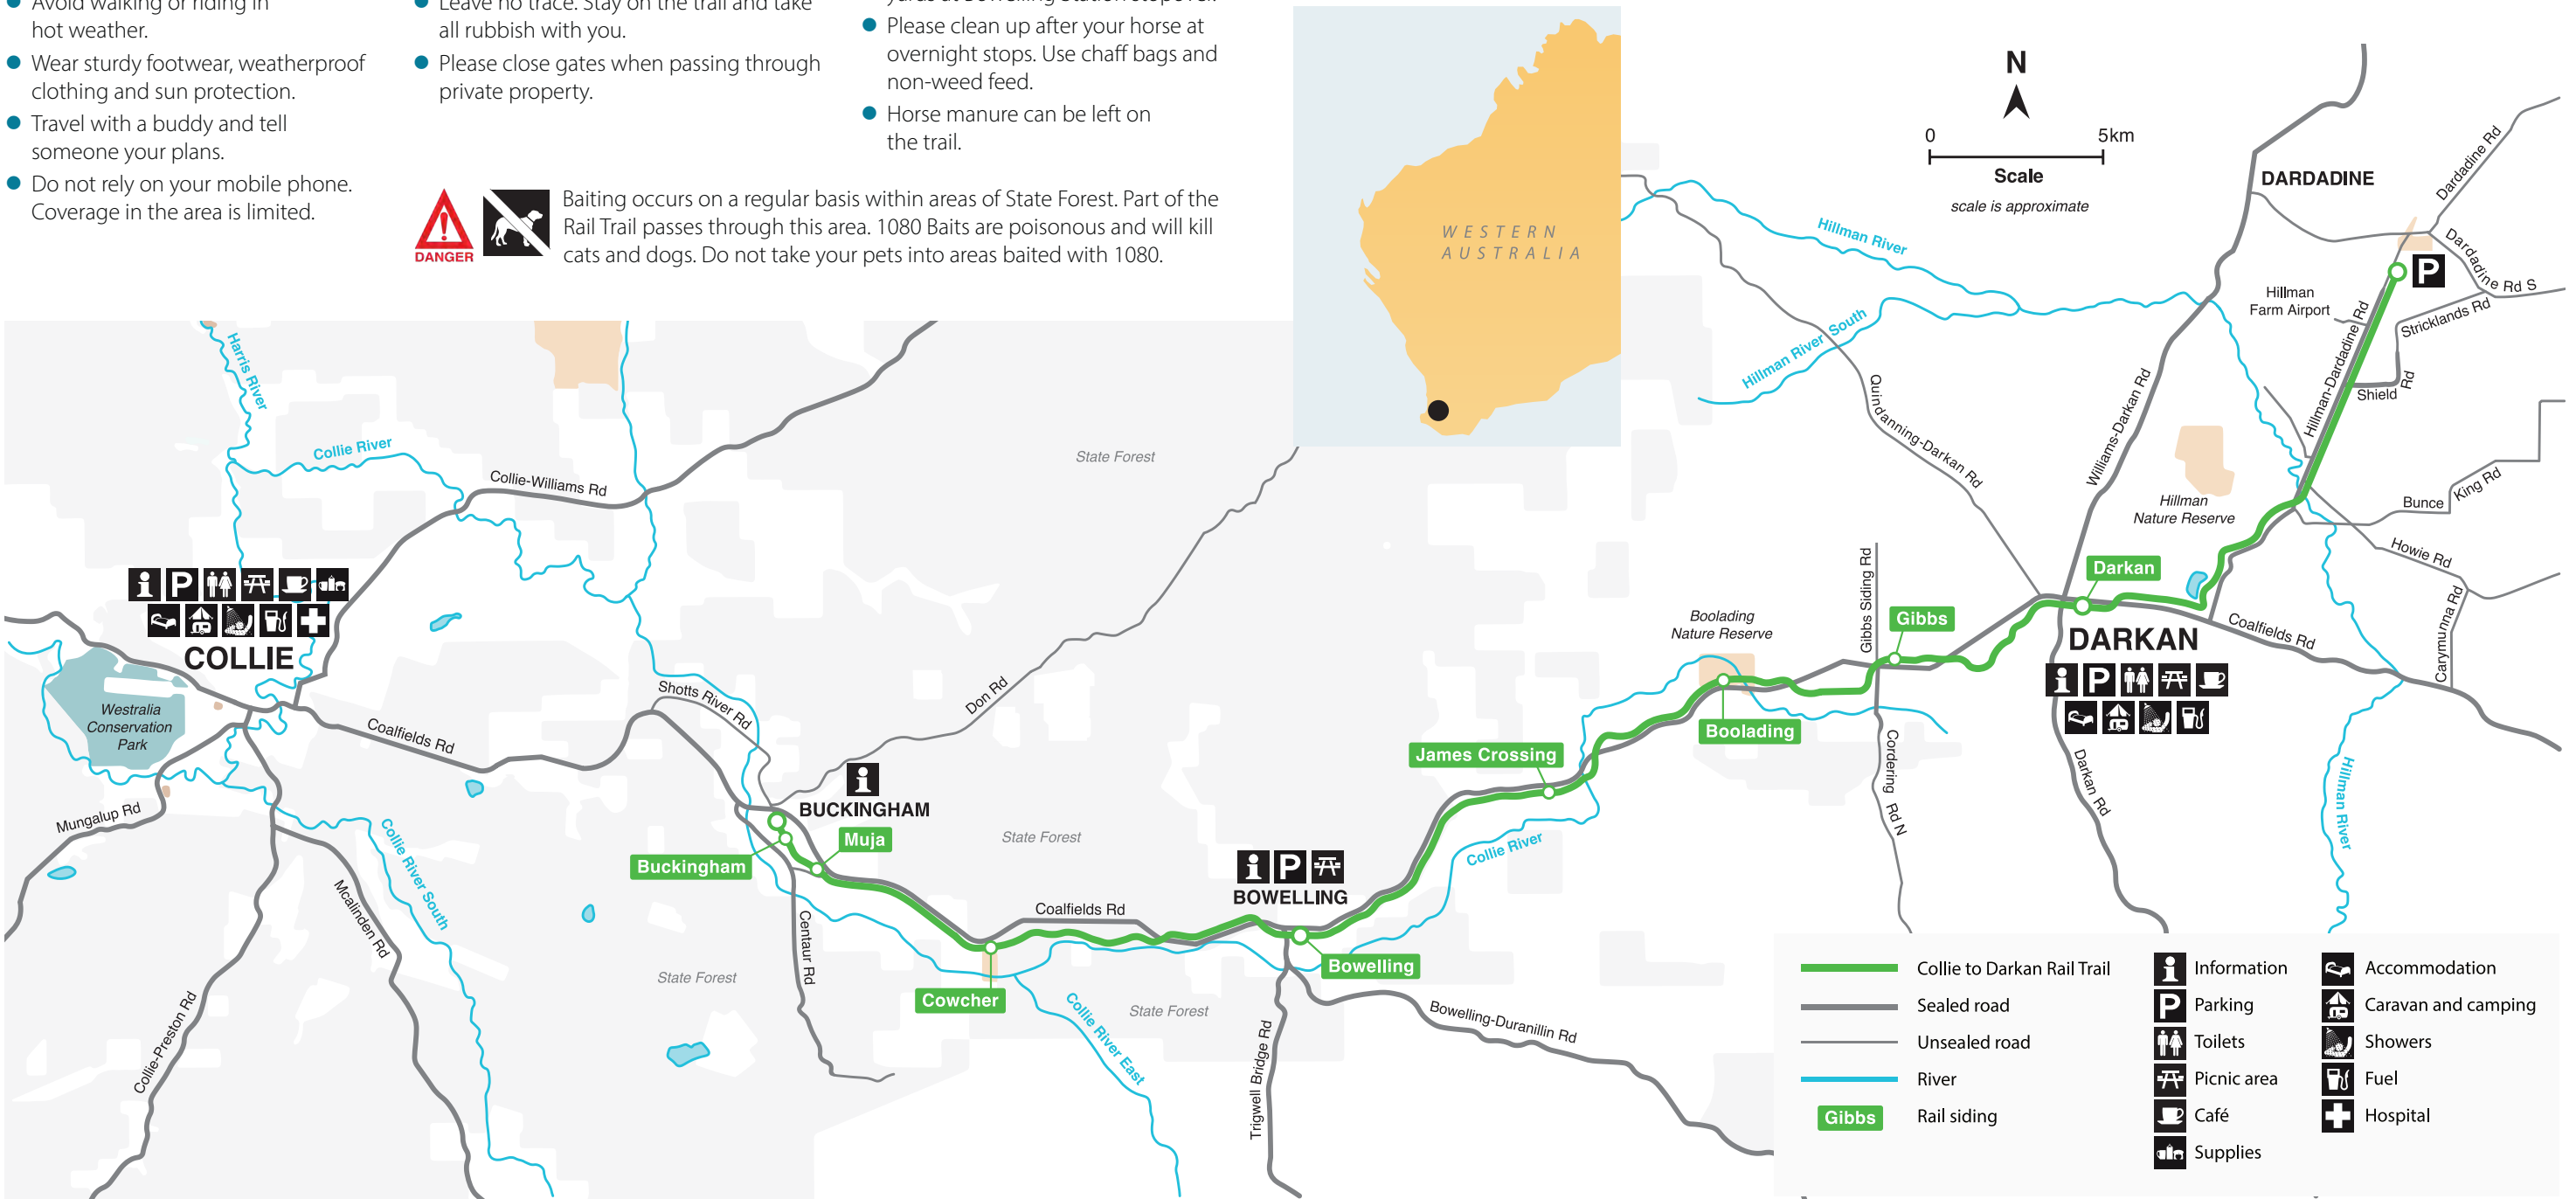 Avoid walking or riding in
hot weather.
Wear sturdy footwear, weatherproof
clothing and sun protection.
Travel with a buddy and tell
someone your plans.
Do not rely on your mobile phone.
Coverage in the area is limited.
Leave no trace. Stay on the trail and take
all rubbish with you.
Please close gates when passing through
private property.
yards at Bowelling Station stopover.
Please clean up after your horse at
overnight stops. Use chaff bags and
non-weed feed.
Horse manure can be left on
the trail.
DANGER
Baiting occurs on a regular basis within areas of State Forest. Part of the
Rail Trail passes through this area. 1080 Baits are poisonous and will kill
cats and dogs. Do not take your pets into areas baited with 1080.
WESTERN
AUSTRALIA
N
0 5km
Scale
scale is approximate
DARDADINE
Dardadine Rd
Dardadine Rd S
P
Hillman
Farm Airport
Stricklands Rd
Hillman-Dardadine Rd
Shield Rd
Hillman River
Hillman River South
Quindanning-Darkan Rd
Williams-Darkan Rd
Hillman
Nature Reserve
Bunce
King Rd
Howie Rd
Carymunna Rd
Coalfields Rd
Darkan
DARKAN
i P
Darkan Rd
Hillman River
Gibbs Siding Rd
Gibbs
Boolading
Nature Reserve
Boolading
Cordering Rd N
James Crossing
Collie River
Harris River
Collie River
Collie-Williams Rd
State Forest
i P
COLLIE
Westralia
Conservation
Park
Coalfields Rd
Shotts River Rd
Don Rd
i
BUCKINGHAM
Muja
Buckingham
Mungalup Rd
Collie River South
Mcalinden Rd
Collie-Preston Rd
State Forest
Centaur Rd
State Forest
Coalfields Rd
Cowcher
i P
BOWELLING
Bowelling
State Forest
Collie River East
Trigwell Bridge Rd
Bowelling-Duranillin Rd
Collie to Darkan Rail Trail
Sealed road
Unsealed road
River
Gibbs Rail siding
i Information
P Parking
Toilets
Picnic area
Café
Supplies
Accommodation
Caravan and camping
Showers
Fuel
Hospital